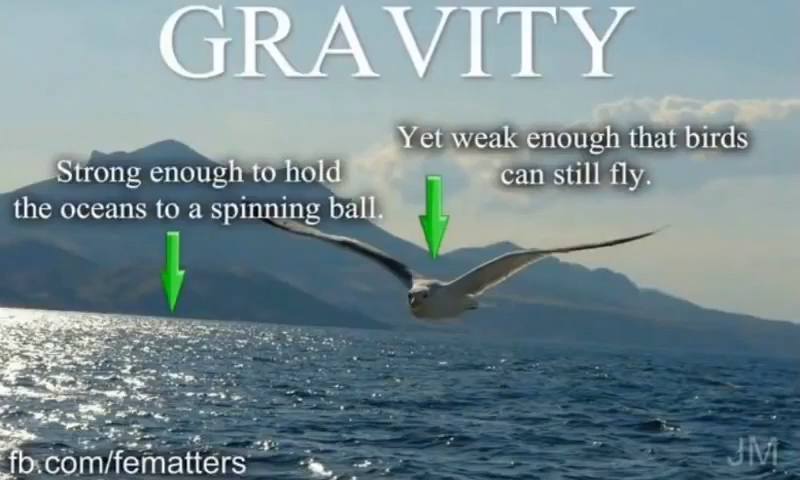 GRAVITY
Yet weak enough that birds
can still fly.
Strong enough to hold
the oceans to a spinning ball.
fb.com/fematters
JM